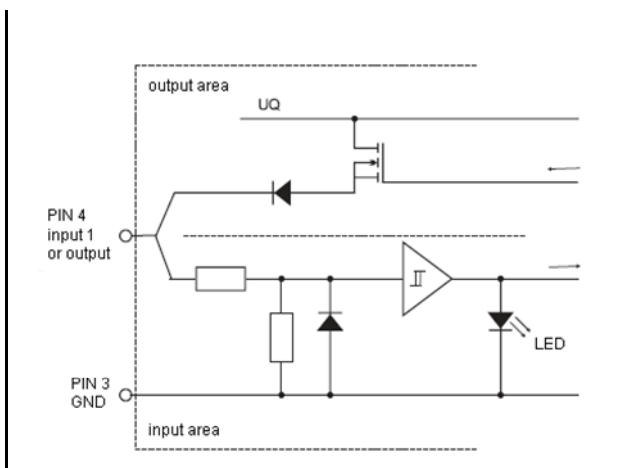 output area
UQ
PIN 4
input 1
or output
LED
PIN 3
GND
input area